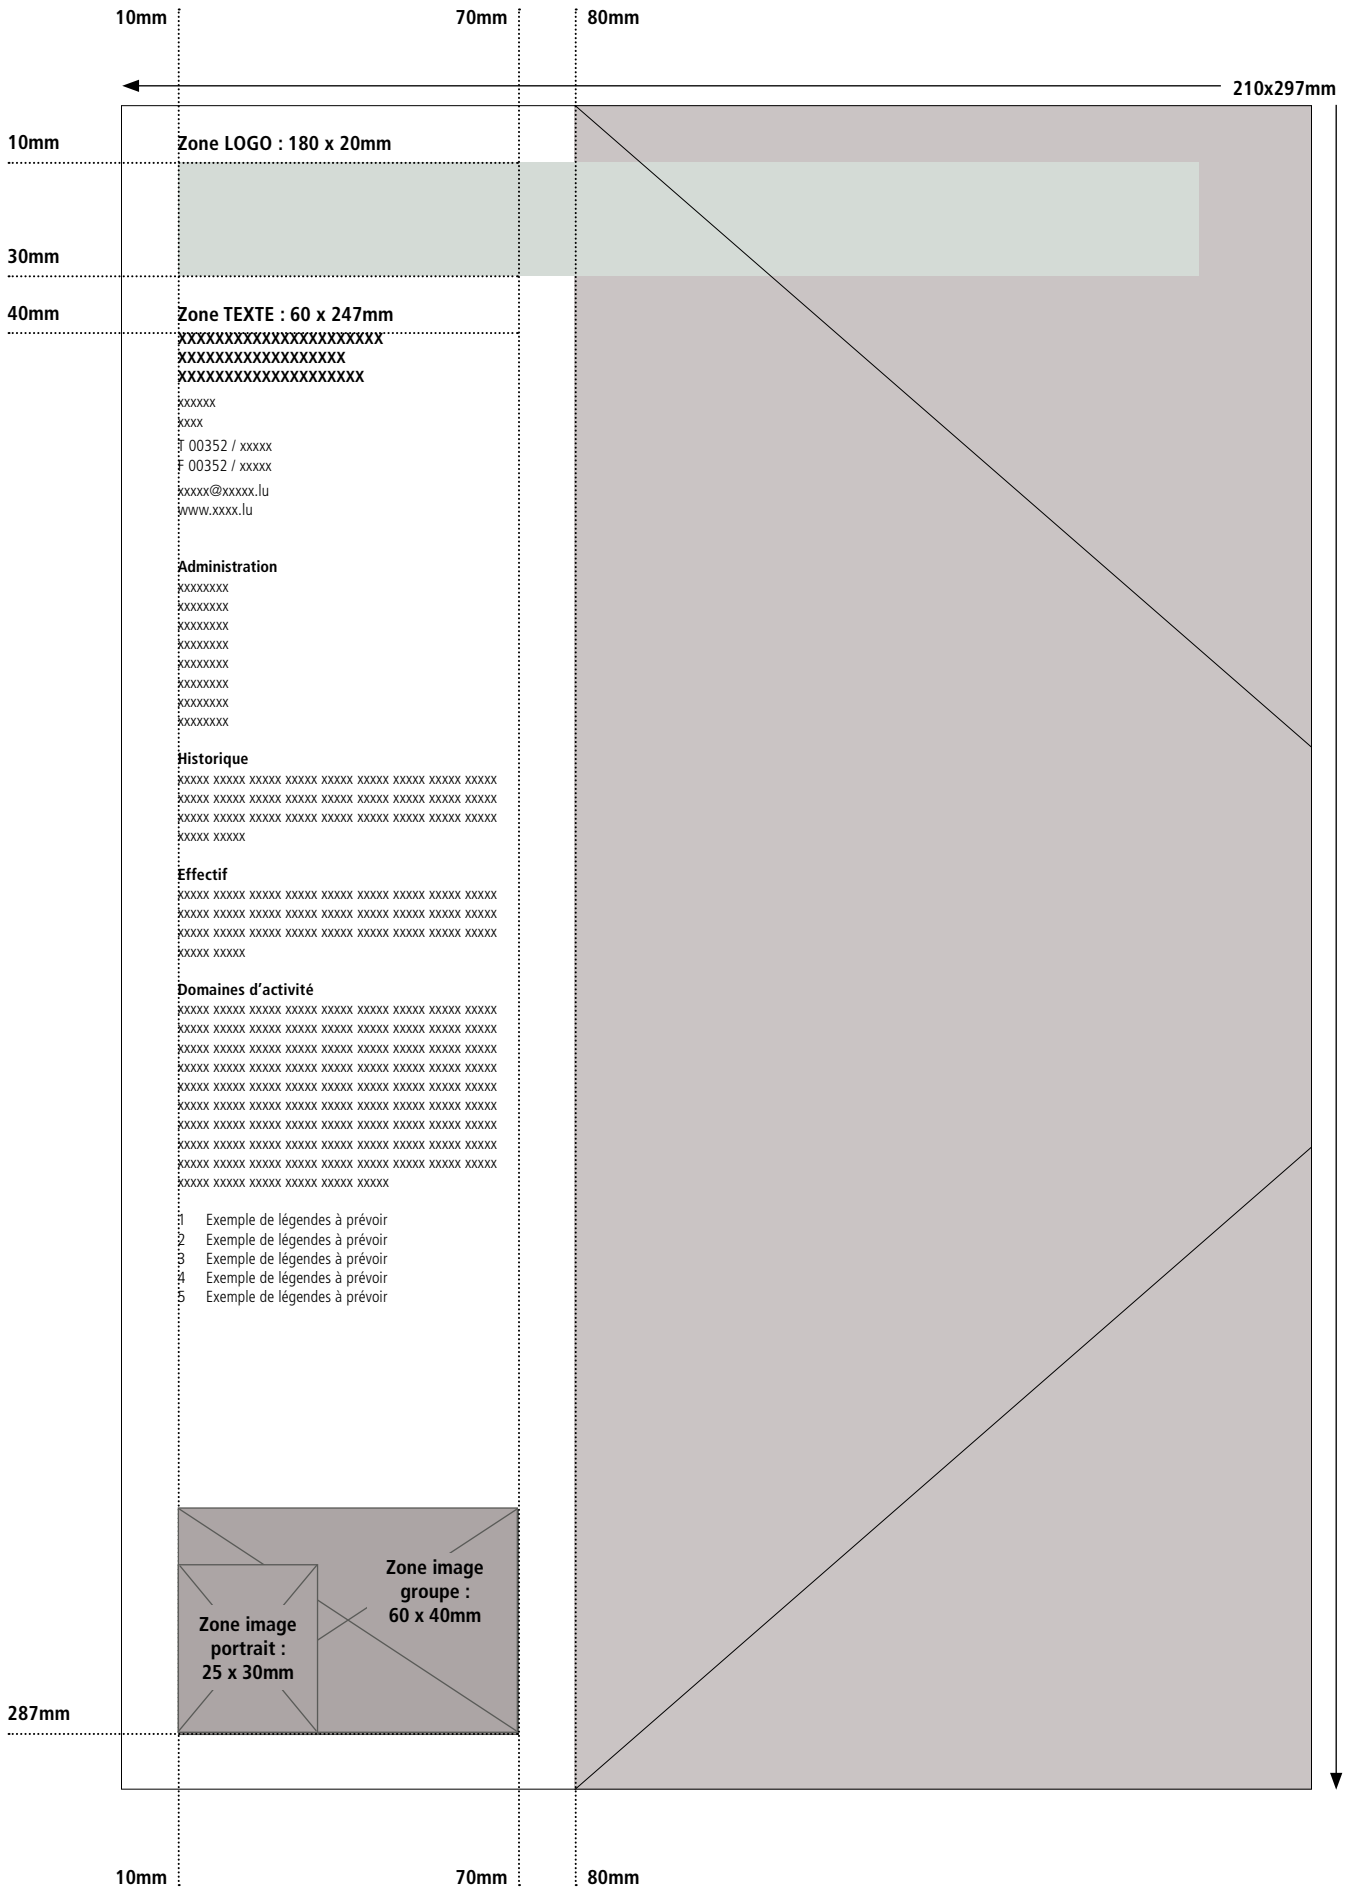 10mm
70mm
80mm
210x297mm
10mm
Zone LOGO : 180 x 20mm
30mm
40mm
Zone TEXTE : 60 x 247mm
XXXXXXXXXXXXXXXXXXXXXX
XXXXXXXXXXXXXXXXXX
XXXXXXXXXXXXXXXXXXXX
xxxxxx
xxxx
T 00352 / xxxxx
F 00352 / xxxxx
xxxxx@xxxxx.lu
www.xxxx.lu
Administration
xxxxxxxx
xxxxxxxx
xxxxxxxx
xxxxxxxx
xxxxxxxx
xxxxxxxx
xxxxxxxx
xxxxxxxx
Historique
xxxxx xxxxx xxxxx xxxxx xxxxx xxxxx xxxxx xxxxx xxxxx
xxxxx xxxxx xxxxx xxxxx xxxxx xxxxx xxxxx xxxxx xxxxx
xxxxx xxxxx xxxxx xxxxx xxxxx xxxxx xxxxx xxxxx xxxxx
xxxxx xxxxx
Effectif
xxxxx xxxxx xxxxx xxxxx xxxxx xxxxx xxxxx xxxxx xxxxx
xxxxx xxxxx xxxxx xxxxx xxxxx xxxxx xxxxx xxxxx xxxxx
xxxxx xxxxx xxxxx xxxxx xxxxx xxxxx xxxxx xxxxx xxxxx
xxxxx xxxxx
Domaines d’activité
xxxxx xxxxx xxxxx xxxxx xxxxx xxxxx xxxxx xxxxx xxxxx
xxxxx xxxxx xxxxx xxxxx xxxxx xxxxx xxxxx xxxxx xxxxx
xxxxx xxxxx xxxxx xxxxx xxxxx xxxxx xxxxx xxxxx xxxxx
xxxxx xxxxx xxxxx xxxxx xxxxx xxxxx xxxxx xxxxx xxxxx
xxxxx xxxxx xxxxx xxxxx xxxxx xxxxx xxxxx xxxxx xxxxx
xxxxx xxxxx xxxxx xxxxx xxxxx xxxxx xxxxx xxxxx xxxxx
xxxxx xxxxx xxxxx xxxxx xxxxx xxxxx xxxxx xxxxx xxxxx
xxxxx xxxxx xxxxx xxxxx xxxxx xxxxx xxxxx xxxxx xxxxx
xxxxx xxxxx xxxxx xxxxx xxxxx xxxxx xxxxx xxxxx xxxxx
xxxxx xxxxx xxxxx xxxxx xxxxx xxxxx
1 Exemple de légendes à prévoir
2 Exemple de légendes à prévoir
3 Exemple de légendes à prévoir
4 Exemple de légendes à prévoir
5 Exemple de légendes à prévoir
Zone image
groupe :
60 x 40mm
Zone image
portrait :
25 x 30mm
287mm
10mm
70mm
80mm